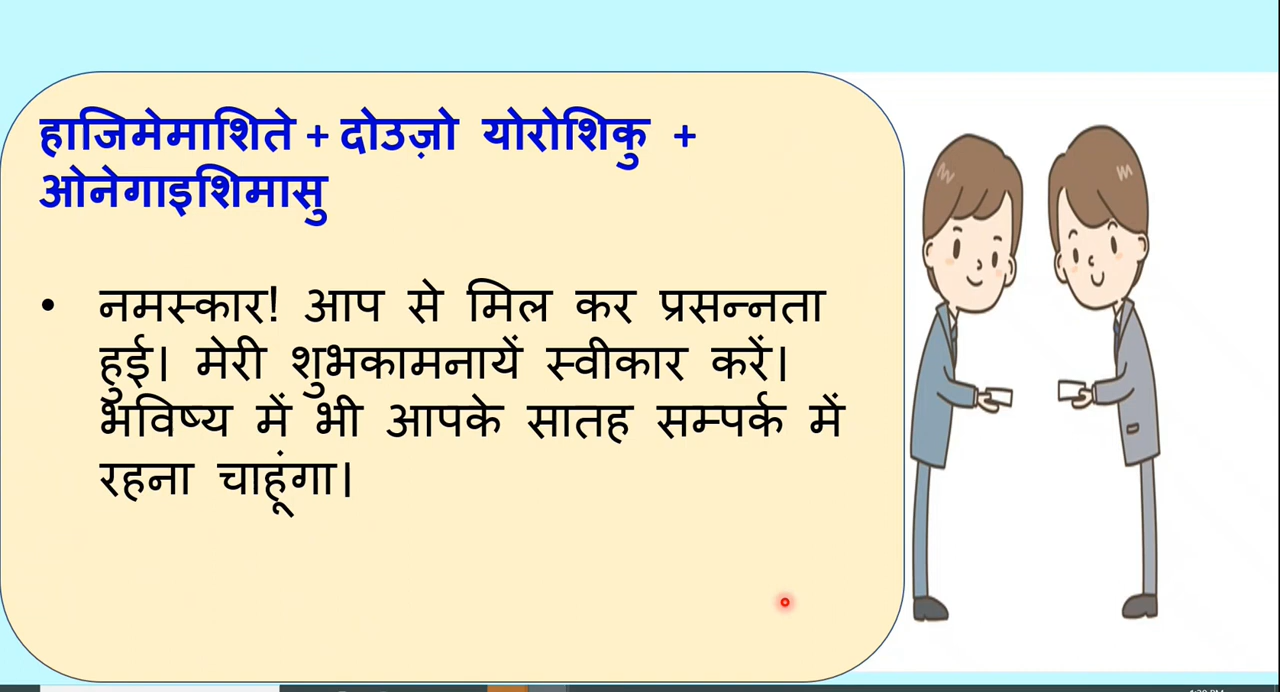 हाजिमेमाशिते + दोउज़ो योरोशिकु +
ओनेगाइशिमासु
• नमस्कार! आप से मिल कर प्रसन्नता
हुई। मेरी शुभकामनायें स्वीकार करें।
भविष्य में भी आपके सातह सम्पर्क में
रहना चाहूंगा।